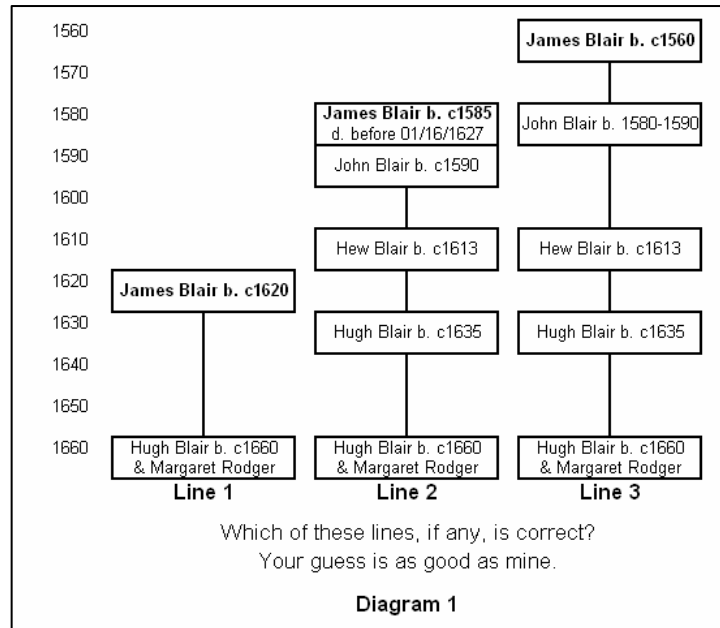 1560
1570
1580
1590
1600
1610
1620
1630
1640
1650
1660
James Blair b. c1620
Hugh Blair b. c1660
& Margaret Rodger
Line 1
James Blair b. c1585
d. before 01/16/1627
John Blair b. c1590
Hew Blair b. c1613
Hugh Blair b. c1635
Hugh Blair b. c1660
& Margaret Rodger
Line 2
James Blair b. c1560
John Blair b. 1580-1590
Hew Blair b. c1613
Hugh Blair b. c1635
Hugh Blair b. c1660
& Margaret Rodger
Line 3
Which of these lines, if any, is correct?
Your guess is as good as mine.
Diagram 1